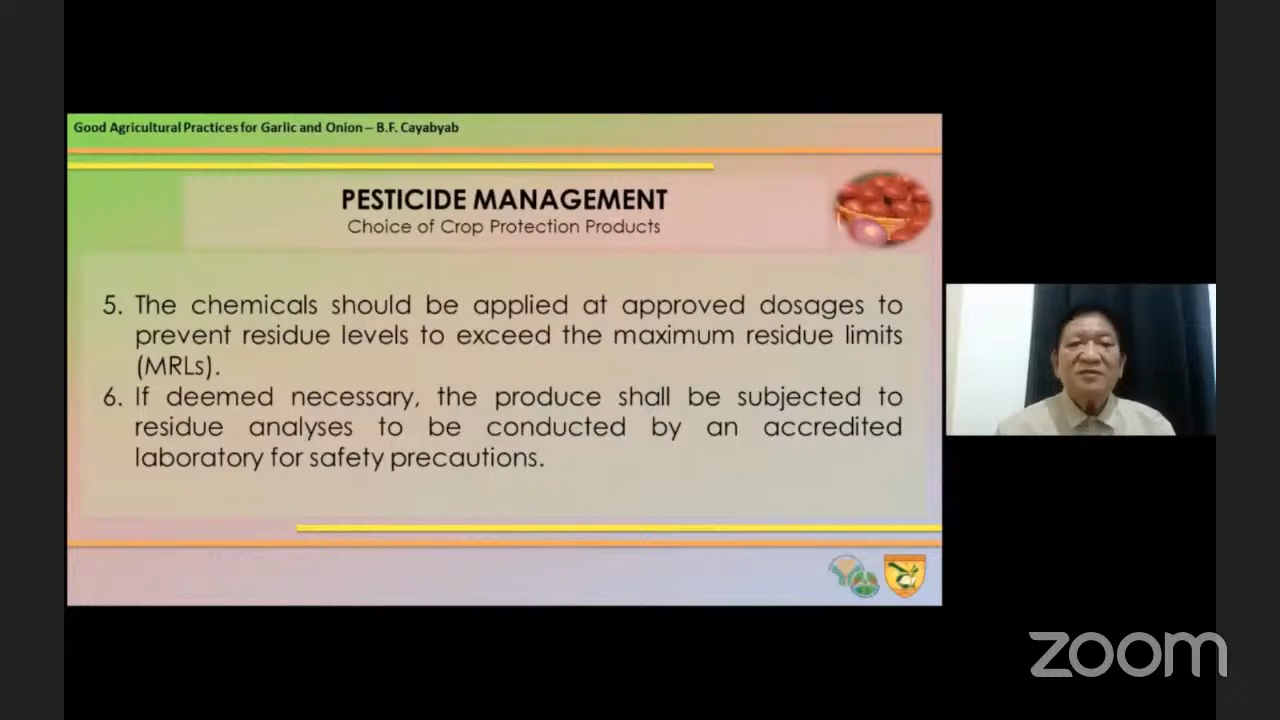 Good Agricultural Practices for Garlic and Onion – B.F. Cayabyab
PESTICIDE MANAGEMENT
Choice of Crop Protection Products
5. The chemicals should be applied at approved dosages to
prevent residue levels to exceed the maximum residue limits
(MRLs).
6. If deemed necessary, the produce shall be subjected to
residue analyses to be conducted by an accredited
laboratory for safety precautions.
zoom